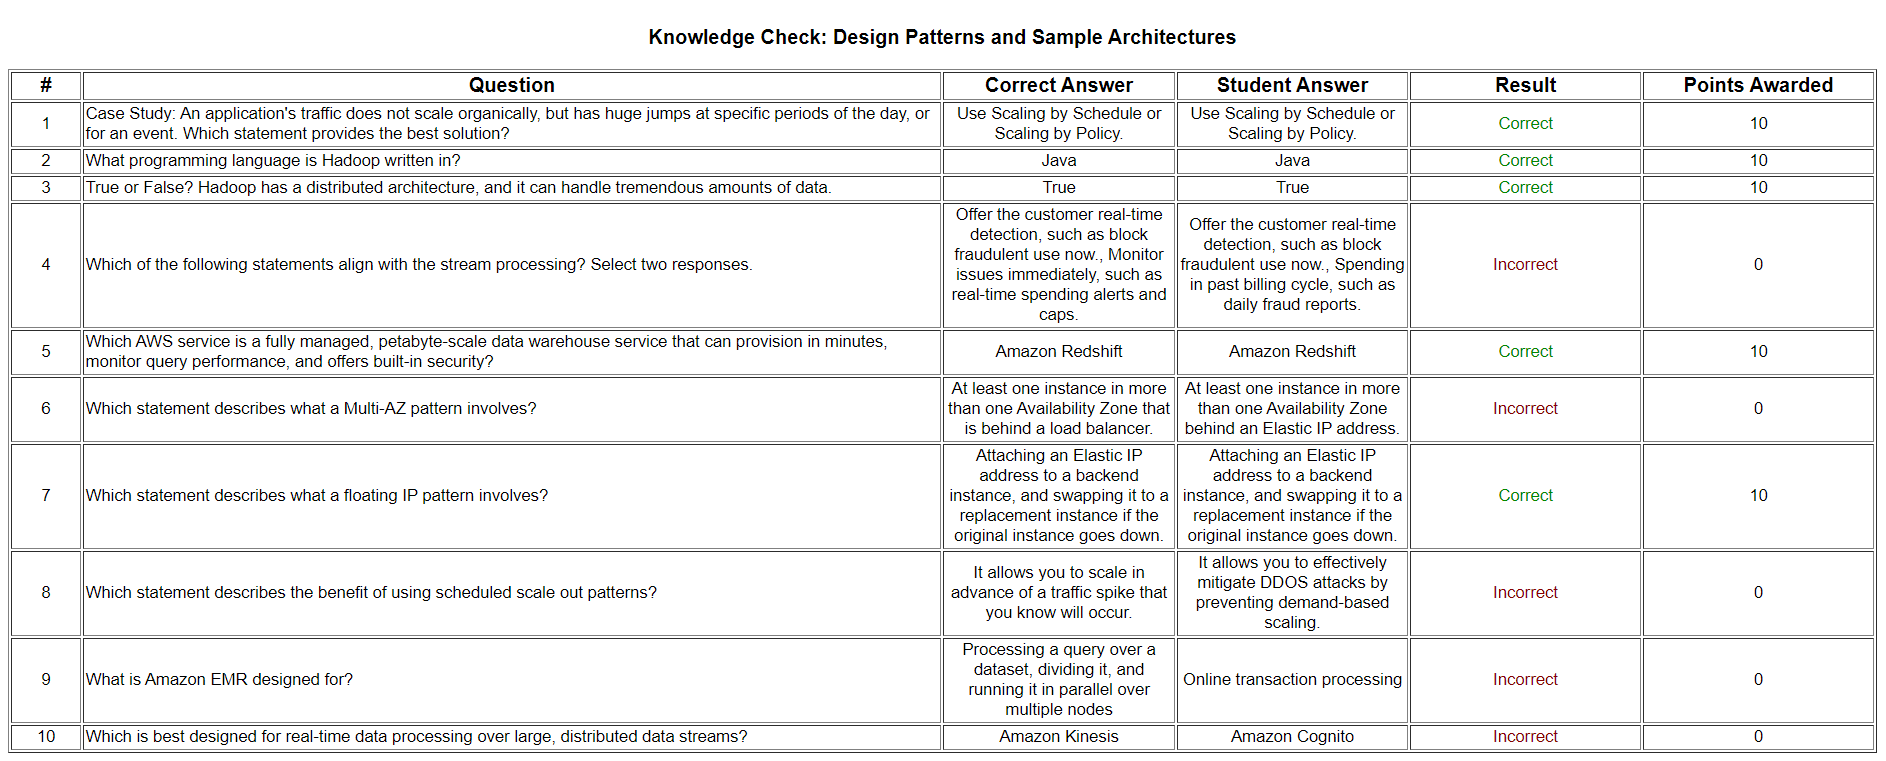 Knowledge Check: Design Patterns and Sample Architectures
# Question Correct Answer Student Answer Result Points Awarded
1
Case Study: An application's traffic does not scale organically, but has huge jumps at specific periods of the day, or
for an event. Which statement provides the best solution?
Use Scaling by Schedule or
Scaling by Policy.
Use Scaling by Schedule or
Scaling by Policy.
Correct
10
2 What programming language is Hadoop written in? Java Java Correct 10
3 True or False? Hadoop has a distributed architecture, and it can handle tremendous amounts of data. True True Correct 10
4
Which of the following statements align with the stream processing? Select two responses.
Offer the customer real-time
detection, such as block
fraudulent use now., Monitor
issues immediately, such as
real-time spending alerts and
caps.
Offer the customer real-time
detection, such as block
fraudulent use now., Spending
in past billing cycle, such as
daily fraud reports.
Incorrect
0
5
Which AWS service is a fully managed, petabyte-scale data warehouse service that can provision in minutes,
monitor query performance, and offers built-in security?
Amazon Redshift
Amazon Redshift
Correct
10
6
Which statement describes what a Multi-AZ pattern involves?
At least one instance in more
than one Availability Zone that
is behind a load balancer.
At least one instance in more
than one Availability Zone
behind an Elastic IP address.
Incorrect
0
7
Which statement describes what a floating IP pattern involves?
Attaching an Elastic IP
address to a backend
instance, and swapping it to a
replacement instance if the
original instance goes down.
Attaching an Elastic IP
address to a backend
instance, and swapping it to a
replacement instance if the
original instance goes down.
Correct
10
8
Which statement describes the benefit of using scheduled scale out patterns?
It allows you to scale in
advance of a traffic spike that
you know will occur.
It allows you to effectively
mitigate DDOS attacks by
preventing demand-based
scaling.
Incorrect
0
9
What is Amazon EMR designed for?
Processing a query over a
dataset, dividing it, and
running it in parallel over
multiple nodes
Online transaction processing
Incorrect
0
10 Which is best designed for real-time data processing over large, distributed data streams? Amazon Kinesis Amazon Cognito Incorrect 0